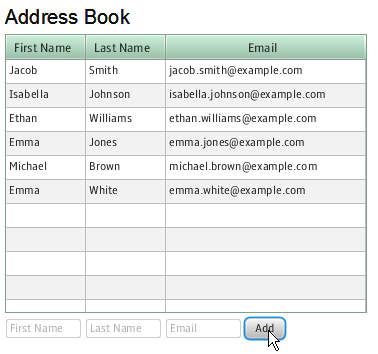 Address Book
First Name Last Name Email
Jacob Smith jacob.smith@example.com
Isabella Johnson isabella.johnson@example.com
Ethan Williams ethan.williams@example.com
Emma Jones emma.jones@example.com
Michael Brown michael.brown@example.com
Emma White emma.white@example.com
First Name Last Name Email Add